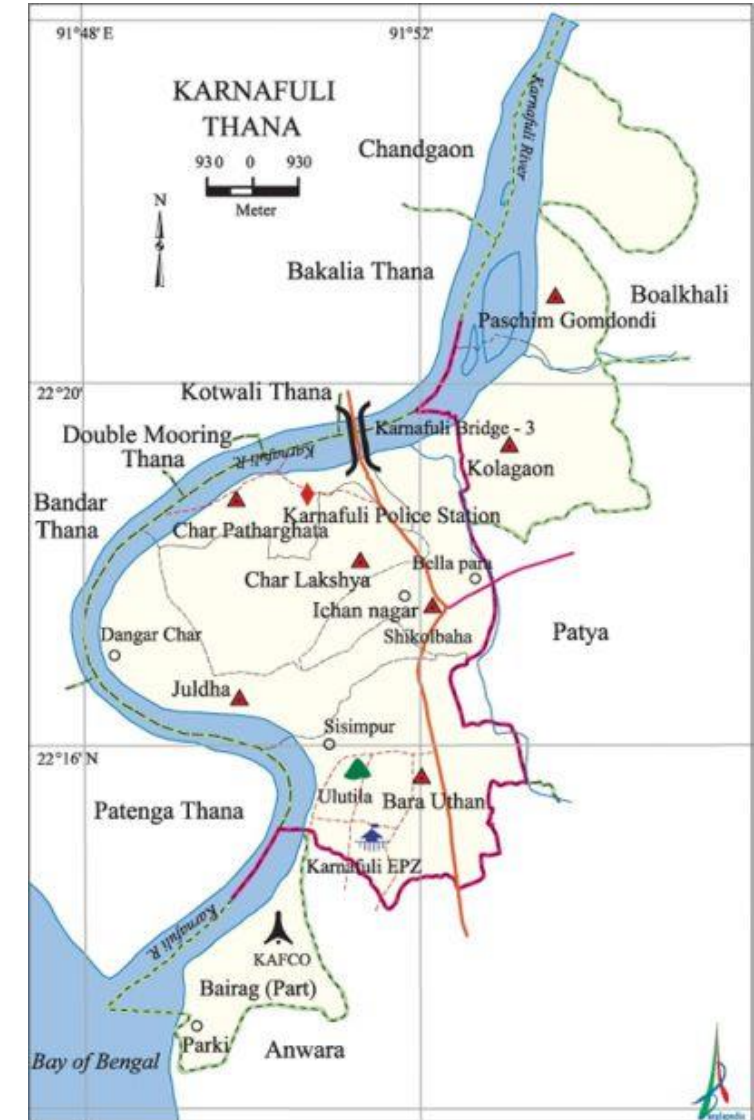 91°48' E
91°52'
KARNAFULI
THANA
930 0 930
Meter
N
Karnafuli River
Chandgaon
Bakalia Thana
Boalkhali
Paschim Gomdondi
22°20'
Kotwali Thana
Karnafuli Bridge - 3
Double Mooring
Thana
Karnafuli R.
Kolagaon
Bandar
Thana
Char Patharghata
Karnafuli Police Station
Char Lakshya
Bella para
Ichan nagar
Shikolbaha
Dangar Char
Patya
Juldha
Sisimpur
22°16' N
Patenga Thana
Ulutila
Bara Uthan
Karnafuli EPZ
Karnafuli R.
KAFCO
Bairag (Part)
Parki
Anwara
Bay of Bengal
Banglapedia